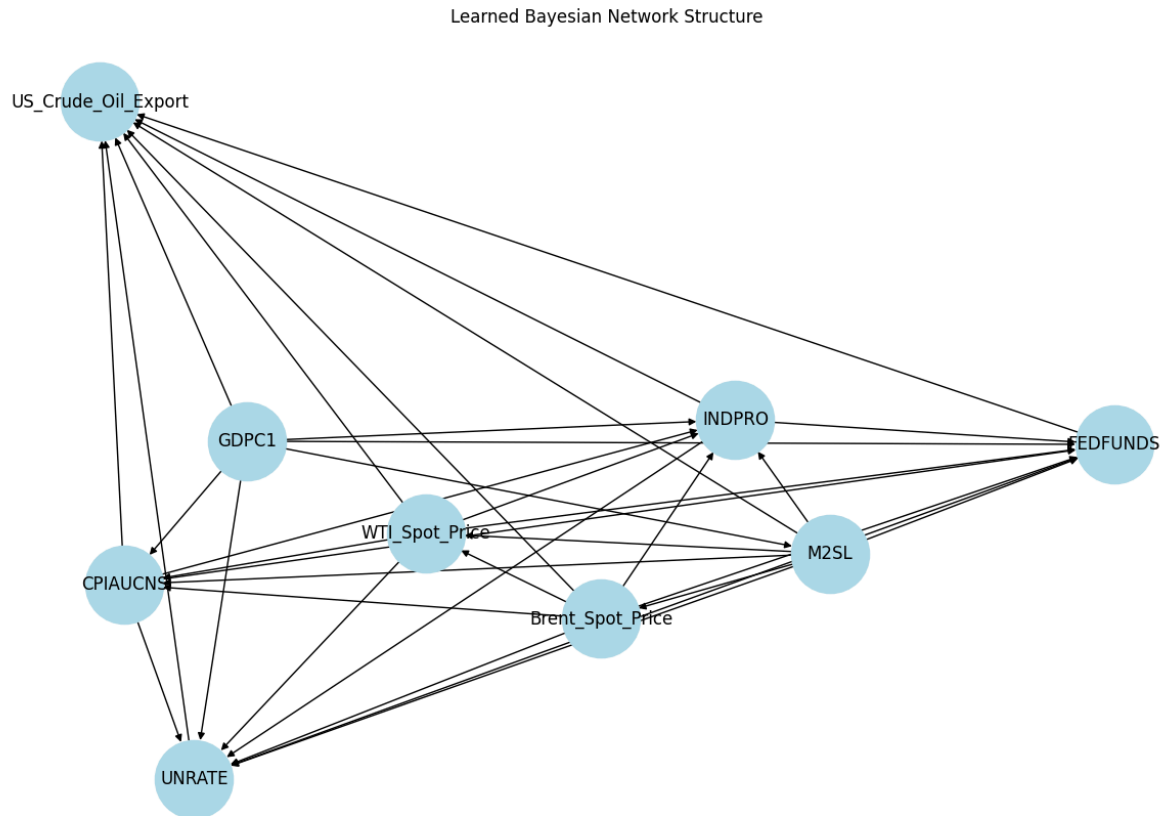 Learned Bayesian Network Structure
US_Crude_Oil_Export
INDPRO
GDPC1
FEDFUNDS
WTI_Spot_Price
M2SL
CPIAUCNS
Brent_Spot_Price
UNRATE